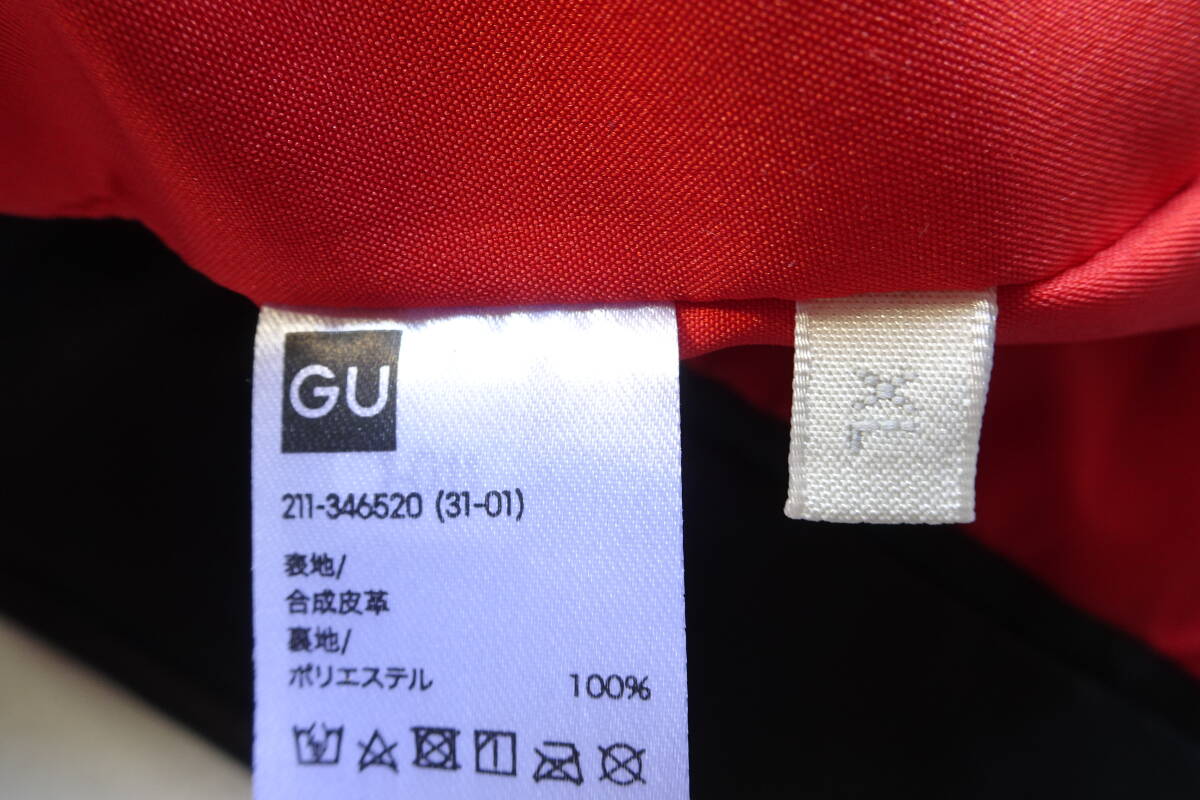 GU
211-346520 (31-01)
表地/
合成皮革
裏地/
ポリエステル 100%
XL